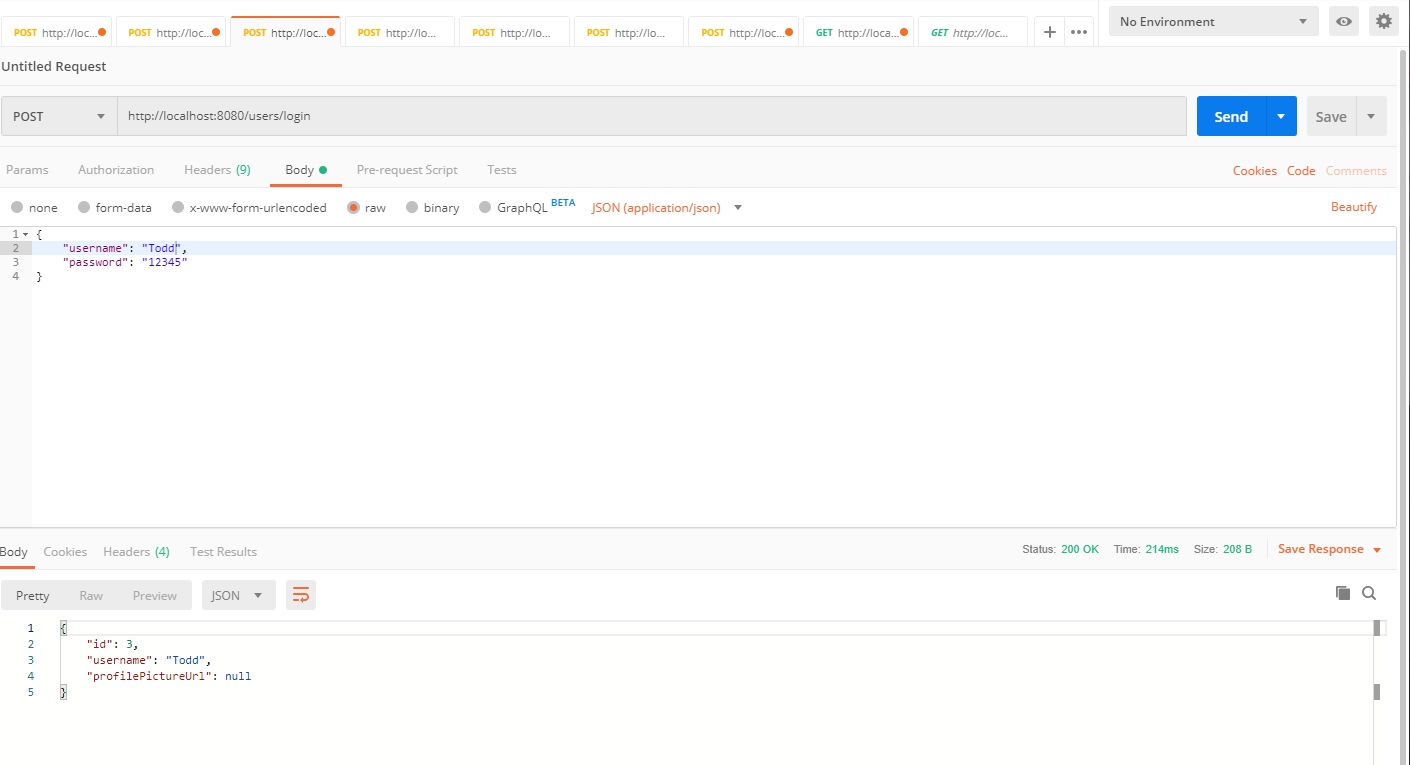 POST http://loc... POST http://loc... POST http://loc... POST http://lo... POST http://lo... POST http://lo... POST http://loc... GET http://loca... GET http://loc... No Environment
Untitled Request
POST http://localhost:8080/users/login Send Save
Params Authorization Headers (9) Body Pre-request Script Tests Cookies Code Comments
none form-data x-www-form-urlencoded raw binary GraphQL BETA JSON (application/json) Beautify
1 {
2 "username": "Todd",
3 "password": "12345"
4 }
Body Cookies Headers (4) Test Results Status: 200 OK Time: 214ms Size: 208 B Save Response
Pretty Raw Preview JSON
1 {
2 "id": 3,
3 "username": "Todd",
4 "profilePictureUrl": null
5 }